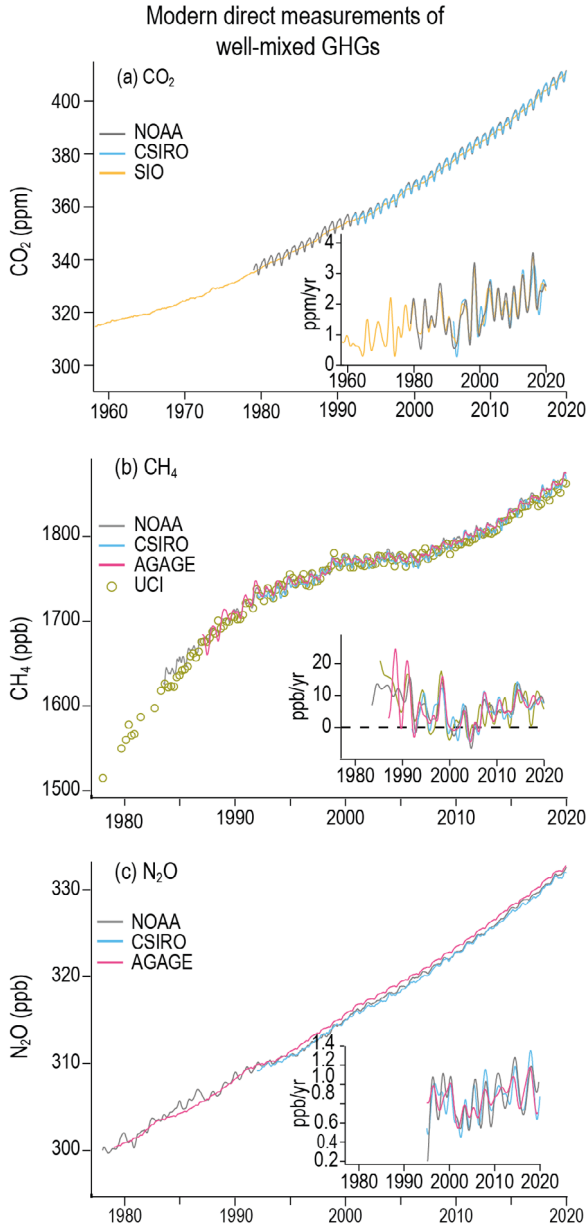 Modern direct measurements of
well-mixed GHGs
(a) CO₂
NOAA
CSIRO
SIO
CO₂ (ppm)
400
380
360
340
320
300
1960
1970
1980
1990
2000
2010
2020
ppm/yr
4
3
2
1
0
1960
1980
2000
2020
(b) CH₄
NOAA
CSIRO
AGAGE
UCI
CH₄ (ppb)
1800
1700
1600
1500
1980
1990
2000
2010
2020
ppb/yr
20
10
0
1980
1990
2000
2010
2020
(c) N₂O
NOAA
CSIRO
AGAGE
N₂O (ppb)
330
320
310
300
1980
1990
2000
2010
2020
ppb/yr
1.4
1.2
1.0
0.8
0.6
0.4
0.2
1980
1990
2000
2010
2020